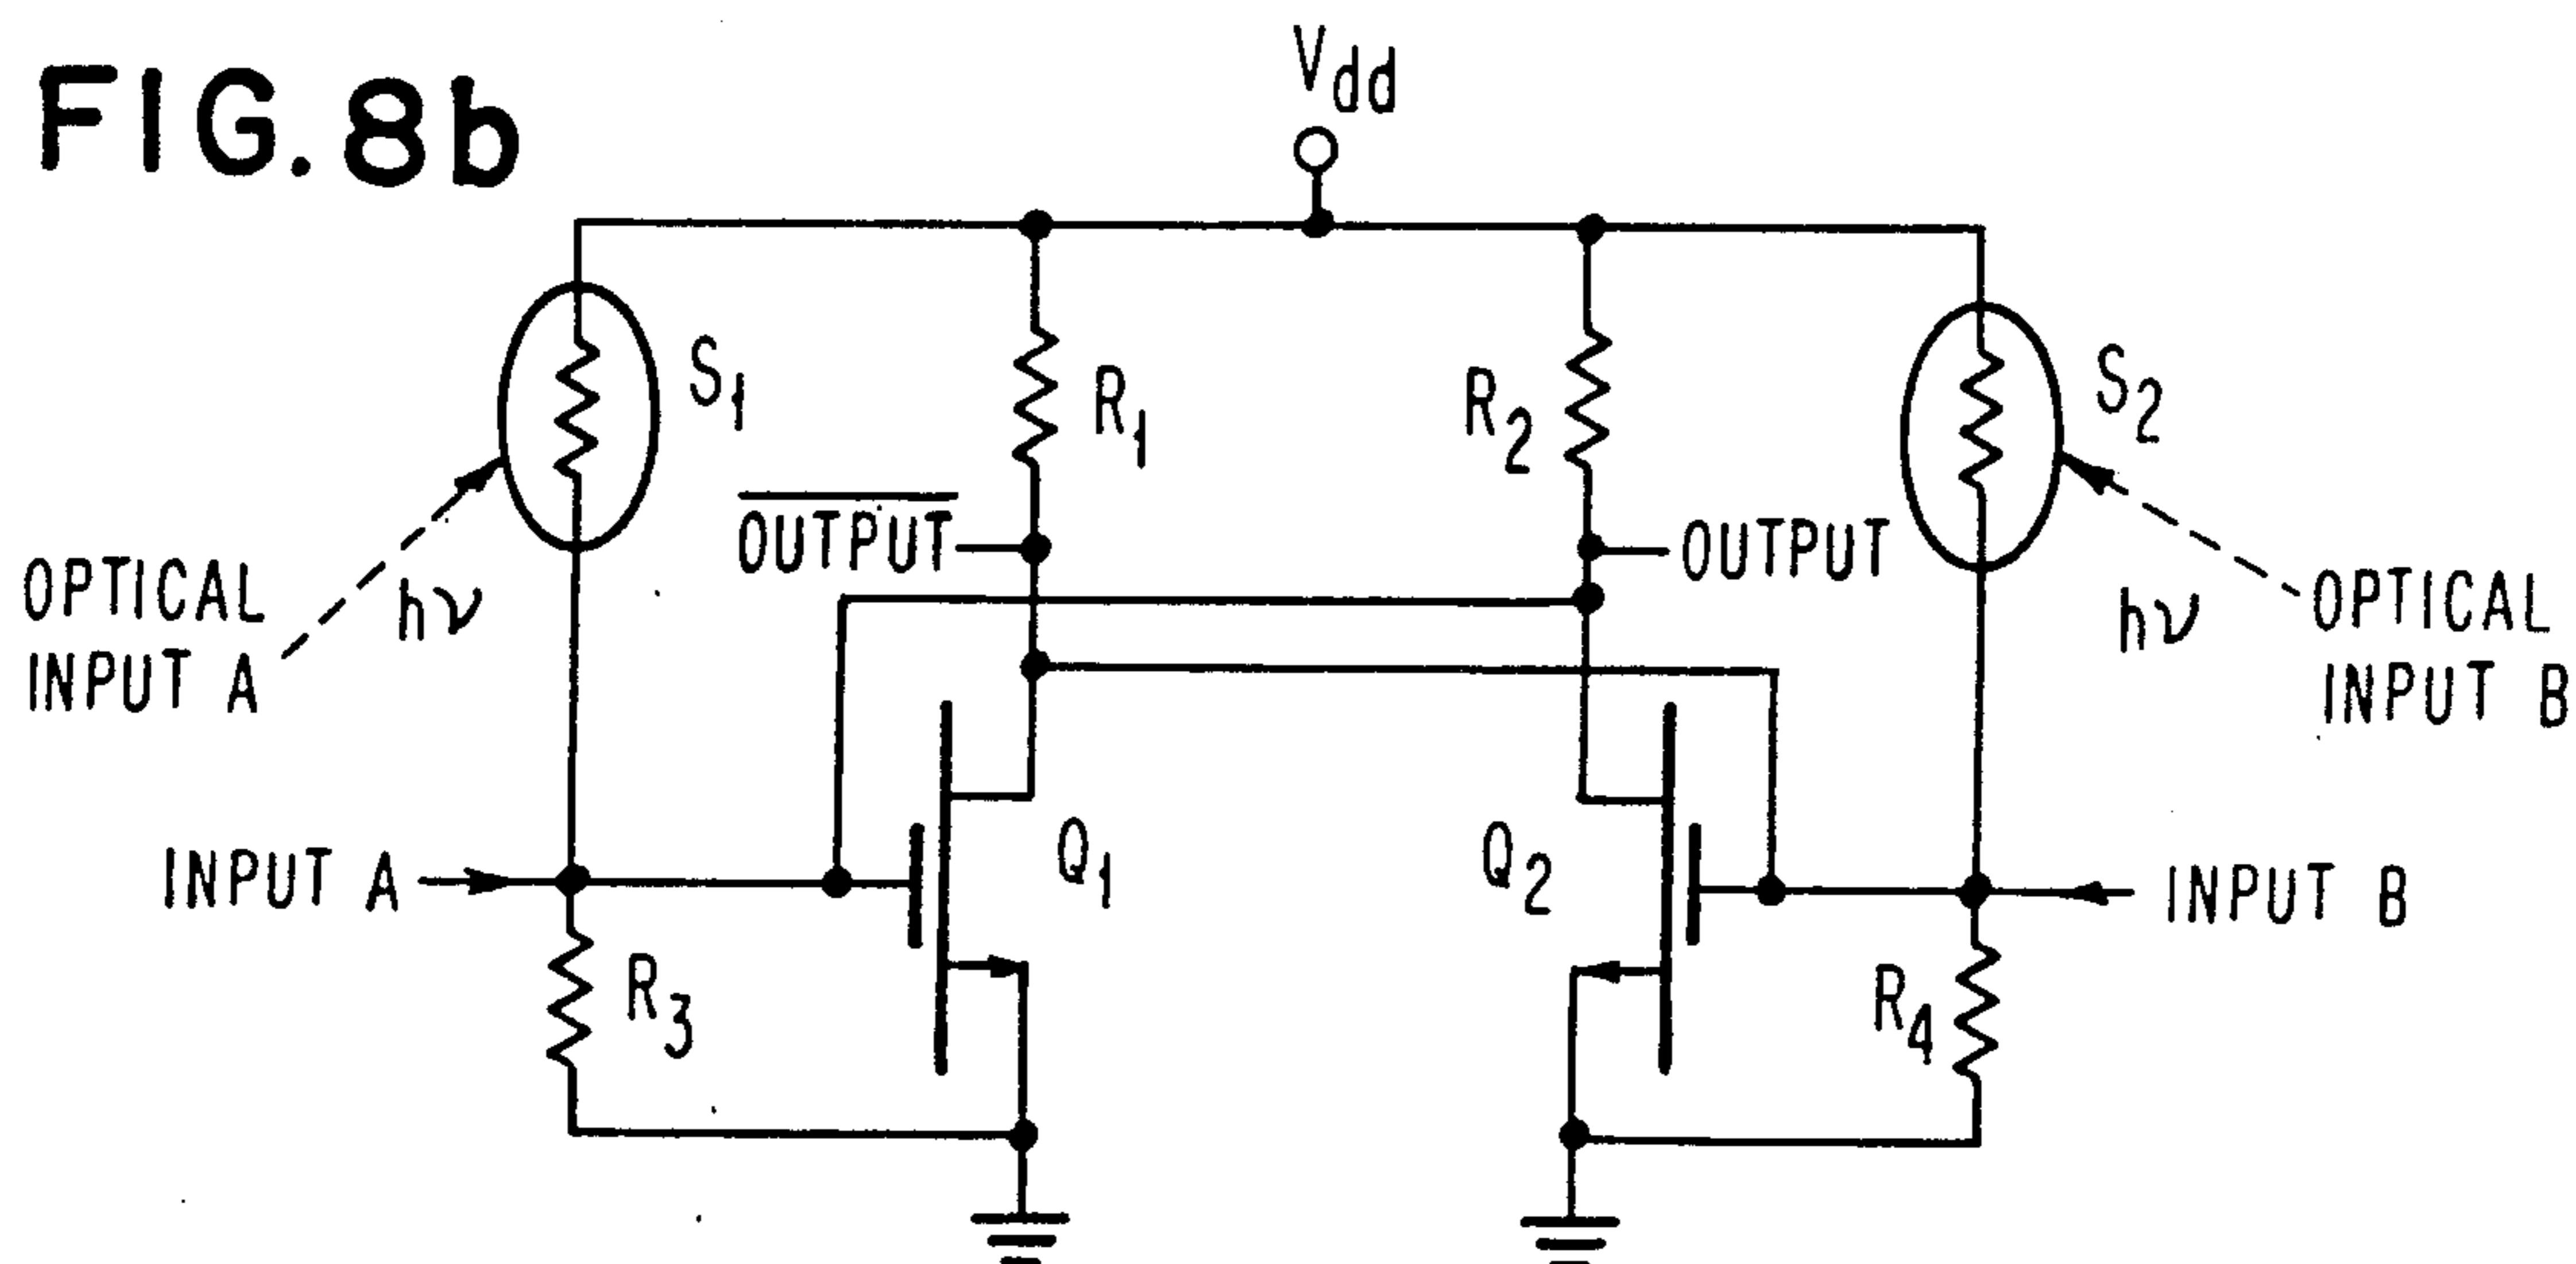 FIG. 8b
Vdd
S1
R1
R2
S2
OUTPUT
OUTPUT
OPTICAL
INPUT A
hν
hν
OPTICAL
INPUT B
INPUT A
Q1
Q2
INPUT B
R3
R4